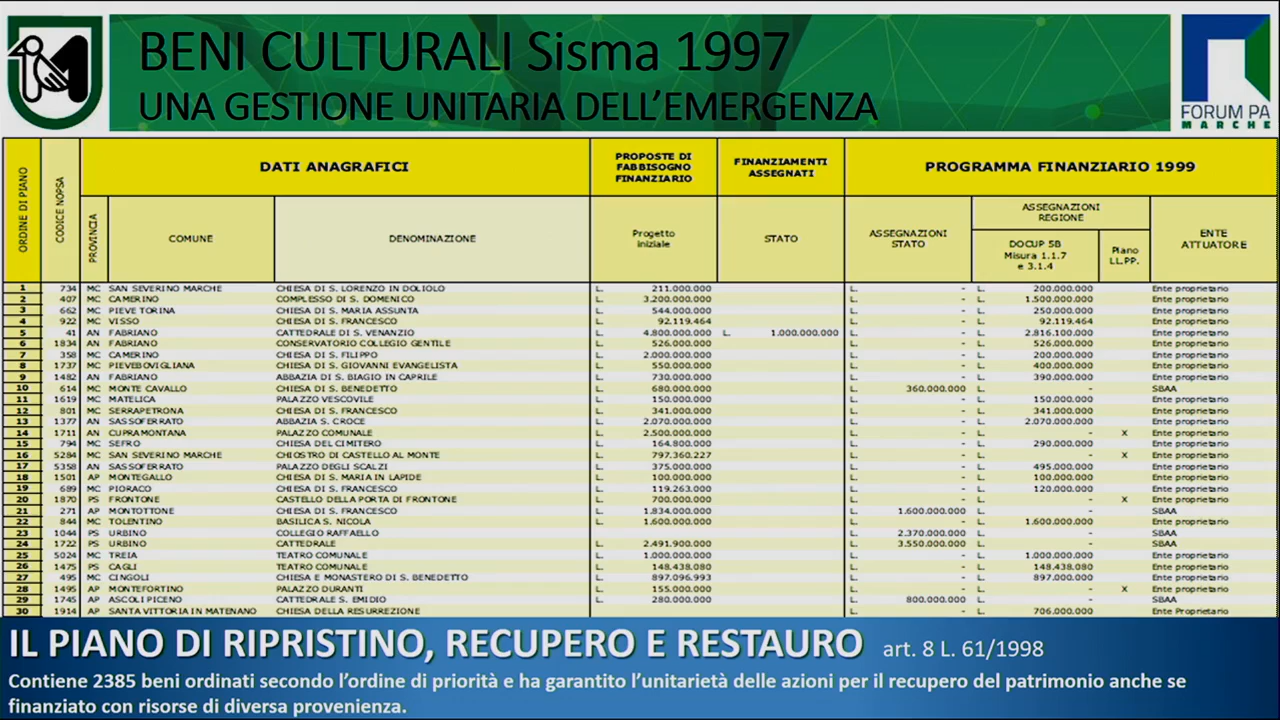 BENI CULTURALI Sisma 1997
UNA GESTIONE UNITARIA DELL'EMERGENZA
FORUM PA
MARCHE
ORDINE DI PIANO
CODICE NOPSA
DATI ANAGRAFICI
PROPOSTE DI FABBISOGNO FINANZIARIO
FINANZIAMENTI ASSEGNATI
PROGRAMMA FINANZIARIO 1999
PROVINCIA
COMUNE
DENOMINAZIONE
Progetto iniziale
STATO
ASSEGNAZIONI STATO
ASSEGNAZIONI REGIONE
DOCUP 5B Misura 1.1.7 e 3.1.4
Piano LL.PP.
ENTE ATTUATORE
1 734 MC SAN SEVERINO MARCHE CHIESA DI S. LORENZO IN DOLIOLO L. 211.000.000 L. - L. 200.000.000 Ente proprietario
2 407 MC CAMERINO COMPLESSO DI S. DOMENICO L. 3.200.000.000 L. - L. 1.500.000.000 Ente proprietario
3 662 MC PIEVE TORINA CHIESA DI S. MARIA ASSUNTA L. 544.000.000 L. - L. 250.000.000 Ente proprietario
4 922 MC VISSO CHIESA DI S. FRANCESCO L. 92.119.464 L. - L. 92.119.464 Ente proprietario
5 41 AN FABRIANO CATTEDRALE DI S. VENANZIO L. 4.800.000.000 L. 1.000.000.000 L. - L. 2.816.100.000 Ente proprietario
6 1834 AN FABRIANO CONSERVATORIO COLLEGIO GENTILE L. 526.000.000 L. - L. 526.000.000 Ente proprietario
7 358 MC CAMERINO CHIESA DI S. FILIPPO L. 2.000.000.000 L. - L. 200.000.000 Ente proprietario
8 1737 MC PIEVEBOVIGLIANA CHIESA DI S. GIOVANNI EVANGELISTA L. 550.000.000 L. - L. 400.000.000 Ente proprietario
9 1482 AN FABRIANO ABBAZIA DI S. BIAGIO IN CAPRILE L. 730.000.000 L. - L. 390.000.000 Ente proprietario
10 614 MC MONTE CAVALLO CHIESA DI S. BENEDETTO L. 680.000.000 L. 360.000.000 L. - SBAA
11 1619 MC MATELICA PALAZZO VESCOVILE L. 150.000.000 L. - L. 150.000.000 Ente proprietario
12 801 MC SERRAPETRONA CHIESA DI S. FRANCESCO L. 341.000.000 L. - L. 341.000.000 Ente proprietario
13 1377 AN SASSOFERRATO ABBAZIA S. CROCE L. 2.070.000.000 L. - L. 2.070.000.000 Ente proprietario
14 1711 AN CUPRAMONTANA PALAZZO COMUNALE L. 2.500.000.000 L. - L. - X Ente proprietario
15 794 MC SEFRO CHIESA DEL CIMITERO L. 164.800.000 L. - L. 290.000.000 Ente proprietario
16 5284 MC SAN SEVERINO MARCHE CHIOSTRO DI CASTELLO AL MONTE L. 797.360.227 L. - L. - X Ente proprietario
17 5358 AN SASSOFERRATO PALAZZO DEGLI SCALZI L. 375.000.000 L. - L. 495.000.000 Ente proprietario
18 1501 AP MONTEGALLO CHIESA DI S. MARIA IN LAPIDE L. 100.000.000 L. - L. 100.000.000 Ente proprietario
19 689 MC PIORACO CHIESA DI S. FRANCESCO L. 119.263.000 L. - L. 120.000.000 Ente proprietario
20 1870 PS FRONTONE CASTELLO DELLA PORTA DI FRONTONE L. 700.000.000 L. - L. - X Ente proprietario
21 271 AP MONTOTTONE CHIESA DI S. FRANCESCO L. 1.834.000.000 L. 1.600.000.000 L. - SBAA
22 844 MC TOLENTINO BASILICA S. NICOLA L. 1.600.000.000 L. - L. 1.600.000.000 Ente proprietario
23 1044 PS URBINO COLLEGIO RAFFAELLO L. 2.370.000.000 L. - SBAA
24 1722 PS URBINO CATTEDRALE L. 2.491.900.000 L. 3.550.000.000 L. - SBAA
25 5024 MC TREIA TEATRO COMUNALE L. 1.000.000.000 L. - L. 1.000.000.000 Ente proprietario
26 1475 PS CAGLI TEATRO COMUNALE L. 148.438.080 L. - L. 148.438.080 Ente proprietario
27 495 MC CINGOLI CHIESA E MONASTERO DI S. BENEDETTO L. 897.096.993 L. - L. 897.000.000 Ente proprietario
28 1495 AP MONTEFORTINO PALAZZO DURANTI L. 155.000.000 L. - L. - X Ente proprietario
29 1745 AP ASCOLI PICENO CATTEDRALE S. EMIDIO L. 280.000.000 L. 800.000.000 L. - SBAA
30 1914 AP SANTA VITTORIA IN MATENANO CHIESA DELLA RESURREZIONE L. - L. 706.000.000 Ente Proprietario
IL PIANO DI RIPRISTINO, RECUPERO E RESTAURO art. 8 L. 61/1998
Contiene 2385 beni ordinati secondo l'ordine di priorità e ha garantito l'unitarietà delle azioni per il recupero del patrimonio anche se
finanziato con risorse di diversa provenienza.